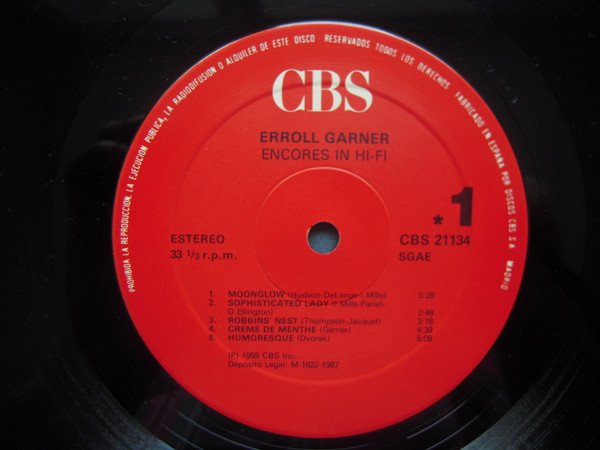 PROHIBIDA LA REPRODUCCION, LA EJECUCION PUBLICA, LA RADIODIFUSION O ALQUILER DE ESTE DISCO - RESERVADOS TODOS LOS DERECHOS. FABRICADO EN ESPAÑA POR DISCOS CBS S.A. MADRID
CBS
ERROLL GARNER
ENCORES IN HI-FI
* 1
ESTEREO
33 1/3 r.p.m.
CBS 21134
SGAE
1. MOONGLOW (Hudson-DeLange-I.Mills) 5:28
2. SOPHISTICATED LADY (I.Mills-Parish-
D.Ellington) 2:48
3. ROBBINS' NEST (Thompson-Jacquet) 3:18
4. CREME DE MENTHE (Garner) 4:39
5. HUMORESQUE (Dvorak) 5:08
(P) 1959 CBS Inc.
Depósito Legal: M-1822-1987